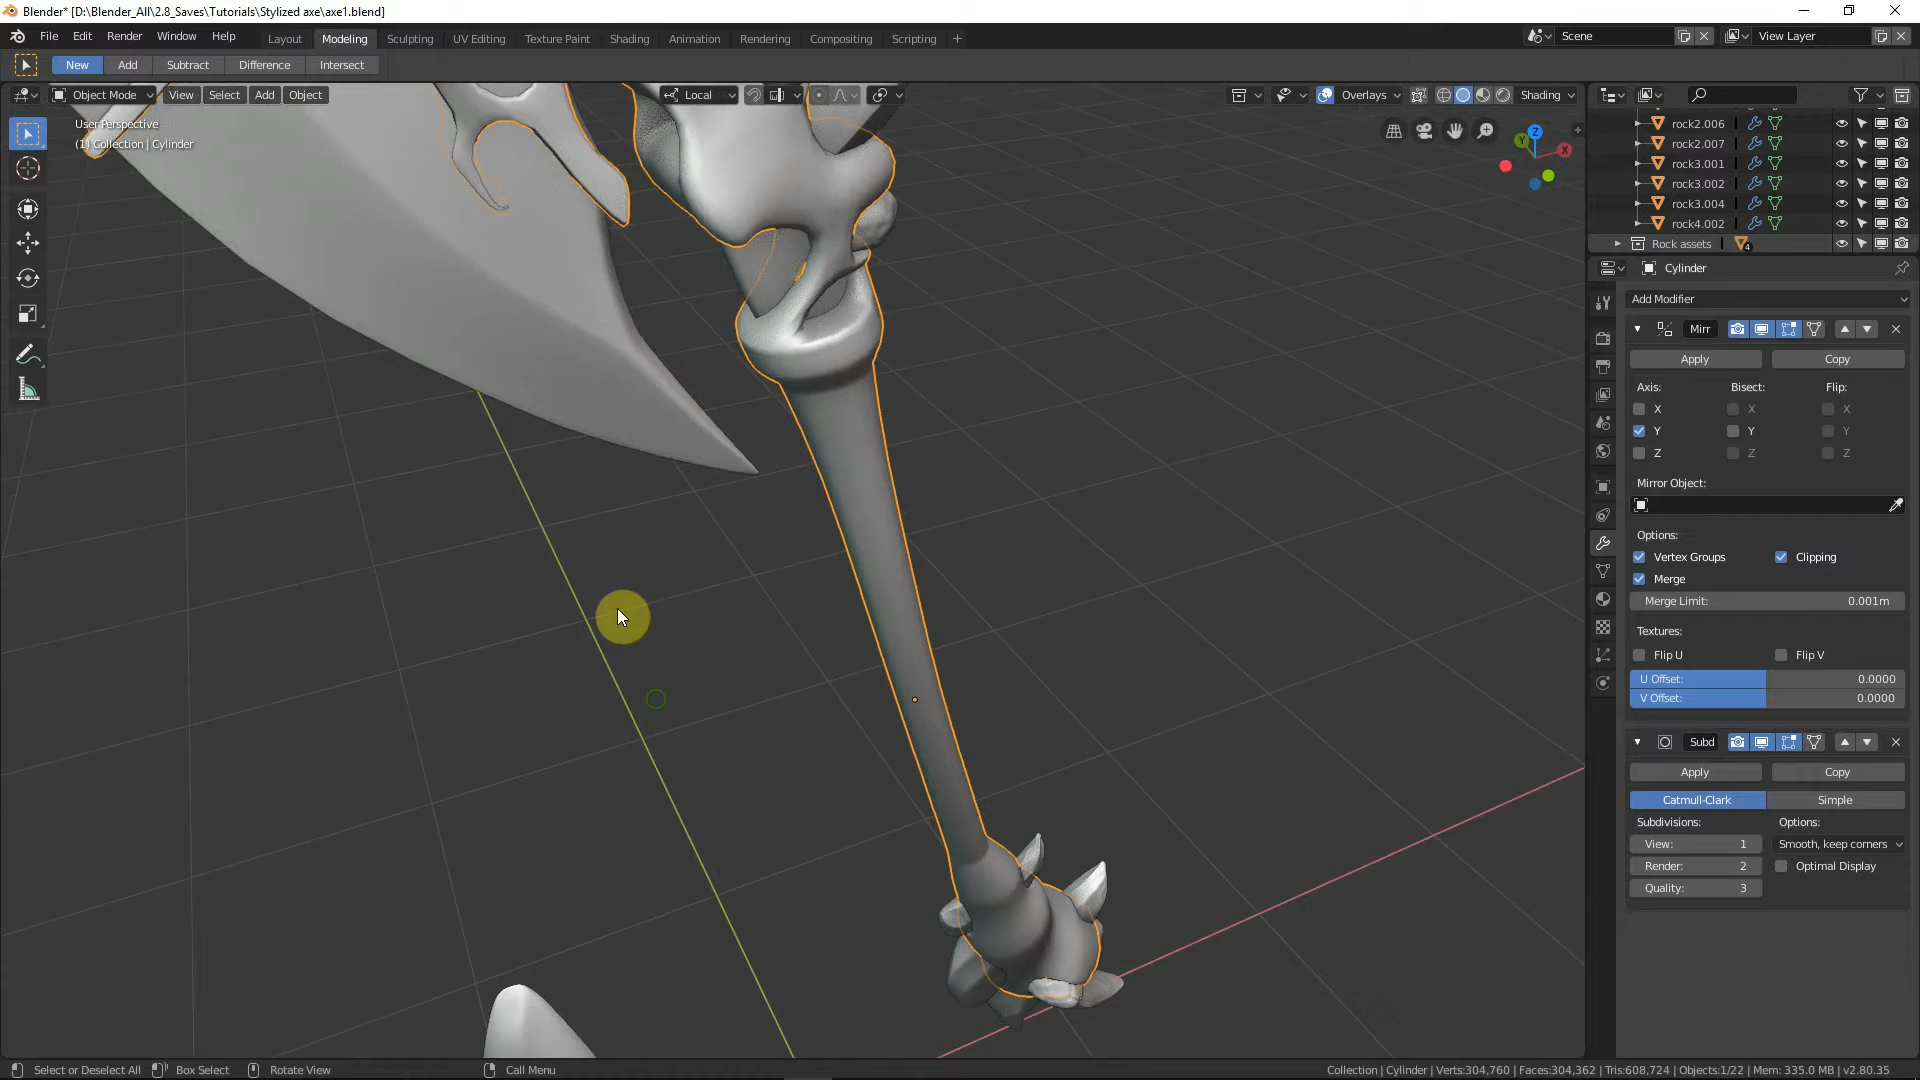 Blender* [D:\Blender_All\2.8_Saves\Tutorials\Stylized axe\axe1.blend]
File Edit Render Window Help Layout Modeling Sculpting UV Editing Texture Paint Shading Animation Rendering Compositing Scripting + Scene View Layer
New Add Subtract Difference Intersect
Object Mode View Select Add Object Local Overlays Shading
User Perspective
(1) Collection | Cylinder
Z
Y
X
rock2.006
rock2.007
rock3.001
rock3.002
rock3.004
rock4.002
Rock assets 4
Cylinder
Add Modifier
Mirr
Apply Copy
Axis: Bisect: Flip:
X X X
Y Y Y
Z Z Z
Mirror Object:
Options:
Vertex Groups Clipping
Merge
Merge Limit: 0.001m
Textures:
Flip U Flip V
U Offset: 0.0000
V Offset: 0.0000
Subd
Apply Copy
Catmull-Clark Simple
Subdivisions: Options:
View: 1 Smooth, keep corners
Render: 2 Optimal Display
Quality: 3
Select or Deselect All Box Select Rotate View Call Menu Collection | Cylinder | Verts:304,760 | Faces:304,362 | Tris:608,724 | Objects:1/22 | Mem: 335.0 MB | v2.80.35